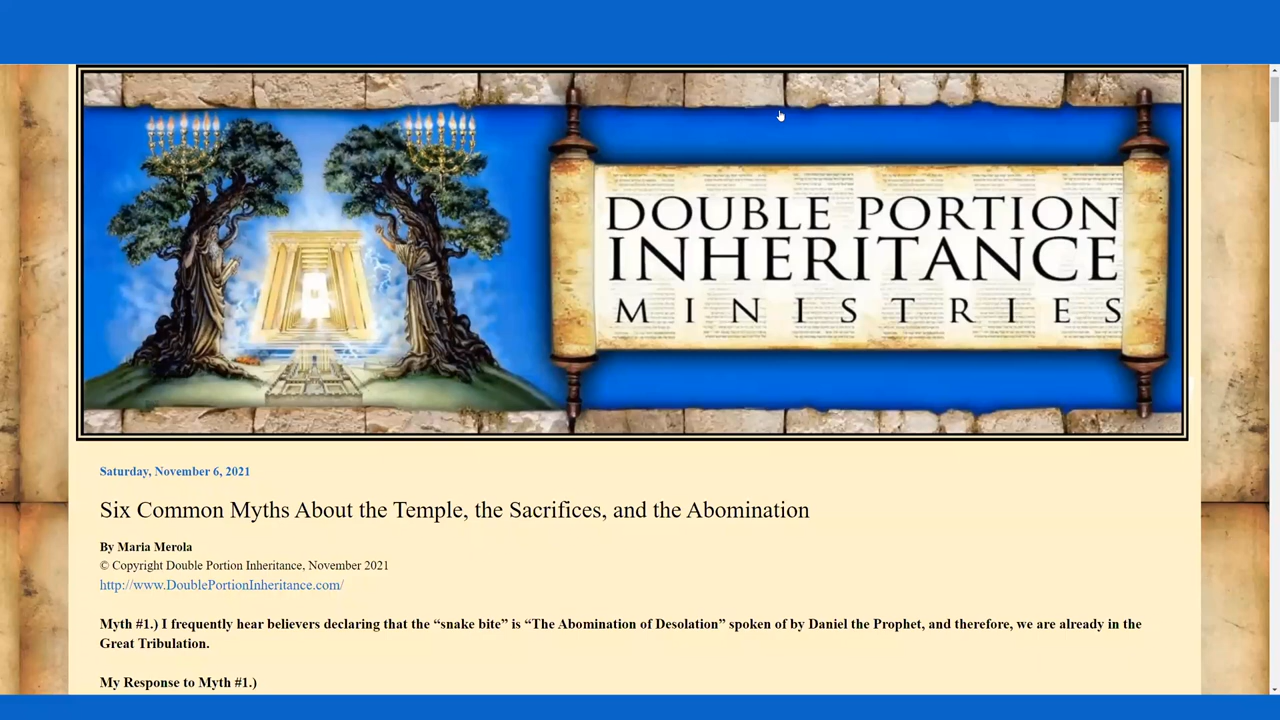 DOUBLE PORTION
INHERITANCE
MINISTRIES
Saturday, November 6, 2021
Six Common Myths About the Temple, the Sacrifices, and the Abomination
By Maria Merola
© Copyright Double Portion Inheritance, November 2021
http://www.DoublePortionInheritance.com/
Myth #1.) I frequently hear believers declaring that the “snake bite” is “The Abomination of Desolation” spoken of by Daniel the Prophet, and therefore, we are already in the
Great Tribulation.
My Response to Myth #1.)